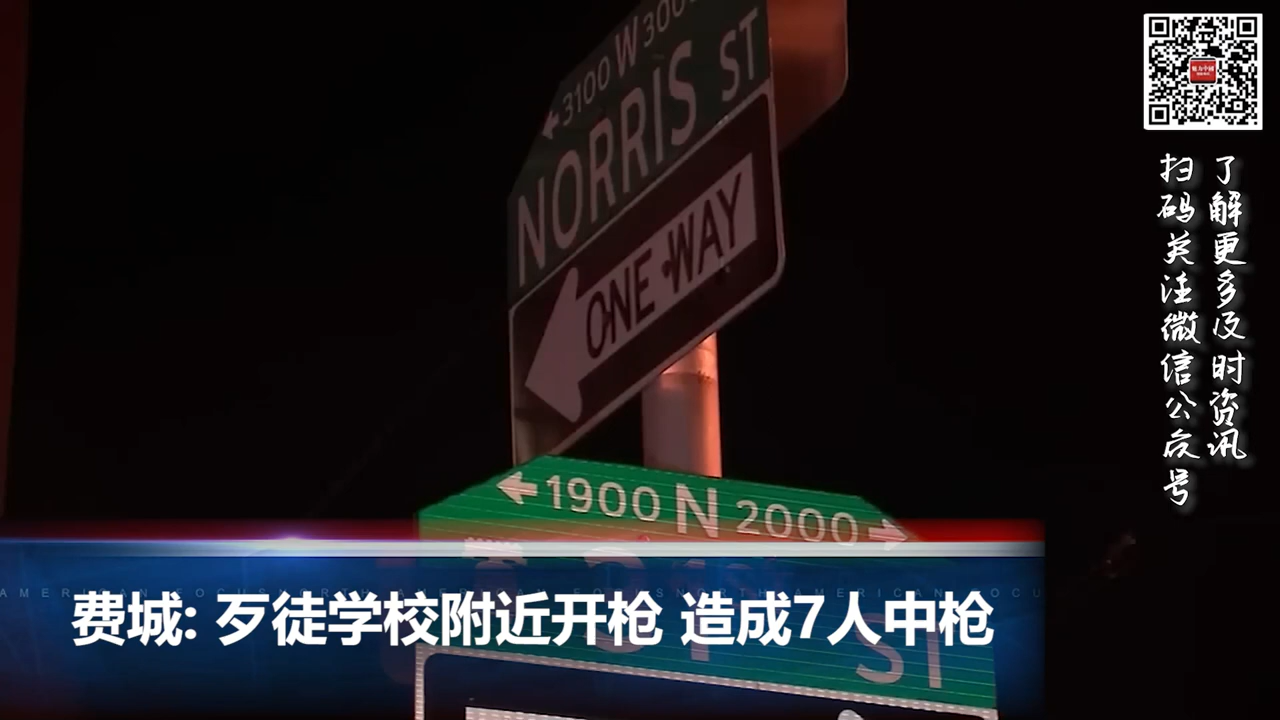 ←3100 W 3000
NORRIS ST
ONE WAY
←1900 N 2000→
31ST ST
费城: 歹徒学校附近开枪 造成7人中枪
了解更多及时资讯
扫码关注微信公众号